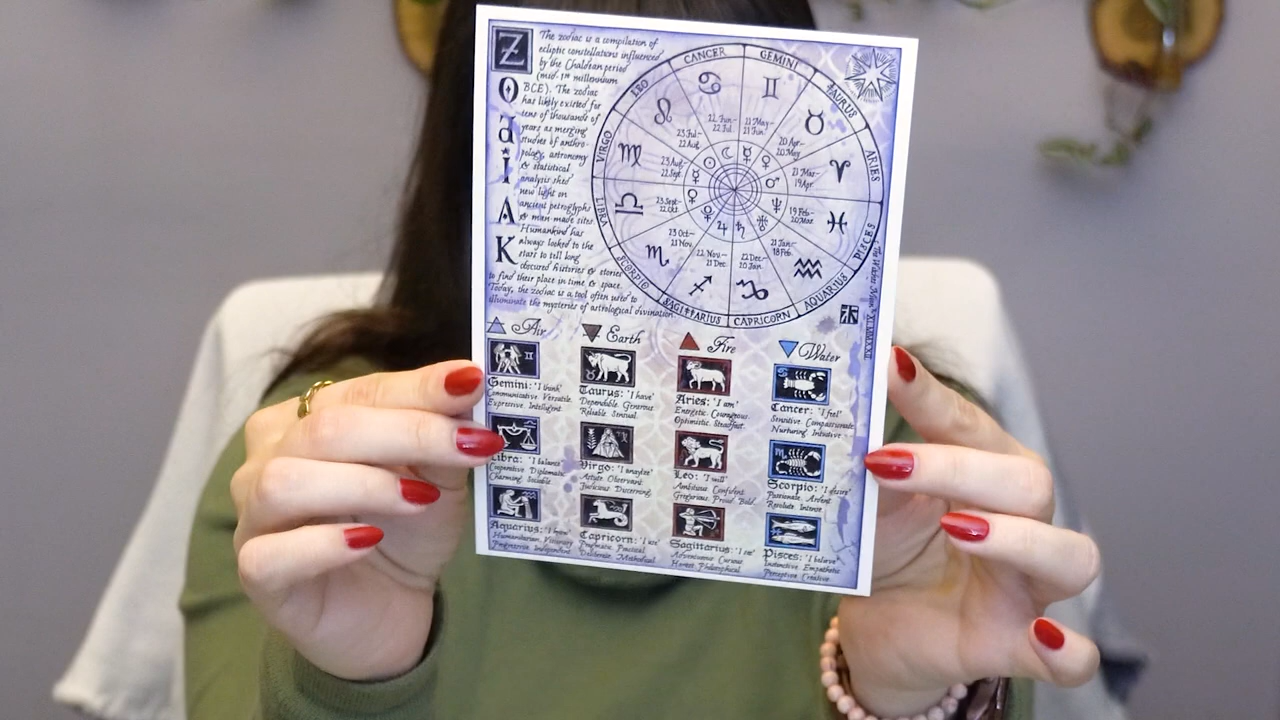 ZODIAK
The zodiac is a compilation of
ecliptic constellations influenced
by the Chaldean period
(mid-1st millennium
BCE). The zodiac
has likely existed for
tens of thousands of
years as merging
studies of anthro-
pology, astronomy
& statistical
analysis shed
new light on
ancient petroglyphs
& man-made sites.
Humankind has
always looked to the
stars to tell long
obscured histories & stories
to find their place in time & space.
Today, the zodiac is a tool often used to
illuminate the mysteries of astrological divination.
CANCER
GEMINI
TAURUS
ARIES
PISCES
AQUARIUS
CAPRICORN
SAGITTARIUS
SCORPIO
LIBRA
VIRGO
LEO
22 Jun-
22 Jul.
21 May-
21 Jun.
20 Apr-
20 May
21 Mar-
19 Apr.
19 Feb-
20 Mar
21 Jan-
18 Feb.
22 Dec-
20 Jan.
22 Nov-
21 Dec.
23 Oct-
21 Nov.
23 Sept-
22 Okt.
23 Aug-
22 Sept.
23 Jul-
22 Aug.
Air
Earth
Fire
Water
Gemini: "I think"
Communicative Versatile
Expressive Intelligent
Taurus: "I have"
Dependable Generous
Reliable Sensual
Aries: "I am"
Energetic Courageous
Optimistic Steadfast
Cancer: "I feel"
Sensitive Compassionate
Nurturing Intuitive
Libra: "I balance"
Cooperative Diplomatic
Charming Sociable
Virgo: "I analyze"
Astute Observant
Judicious Discerning
Leo: "I will"
Ambitious Confident
Gregarious Proud Bold
Scorpio: "I desire"
Passionate Ardent
Resolute Intense
Aquarius: "I know"
Humanitarian Visionary
Progressive Independent
Capricorn: "I use"
Pragmatic Practical
Deliberate Methodical
Sagittarius: "I see"
Adventurous Curious
Honest Philosophical
Pisces: "I believe"
Instinctive Empathetic
Perceptive Creative